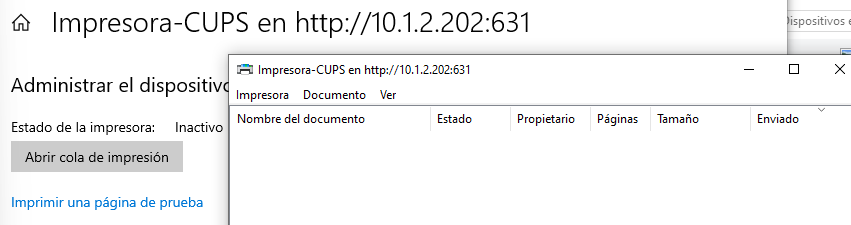 Impresora-CUPS en http://10.1.2.202:631
Dispositivos e
Impresora-CUPS en http://10.1.2.202:631
Administrar el dispositivo
Impresora Documento Ver
Estado de la impresora: Inactivo
Nombre del documento Estado Propietario Páginas Tamaño Enviado
Abrir cola de impresión
Imprimir una página de prueba